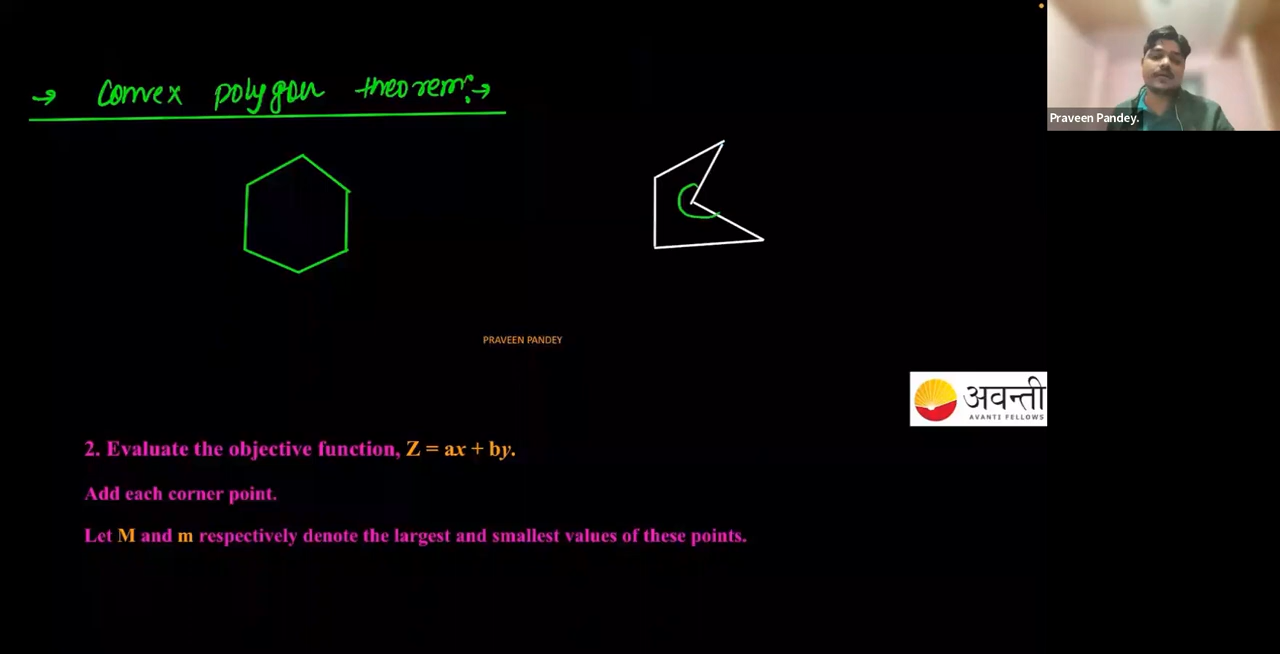 → Convex polygon theorem:→
Praveen Pandey.
PRAVEEN PANDEY
अवन्ती
AVANTI FELLOWS
2. Evaluate the objective function, Z = ax + by.
Add each corner point.
Let M and m respectively denote the largest and smallest values of these points.